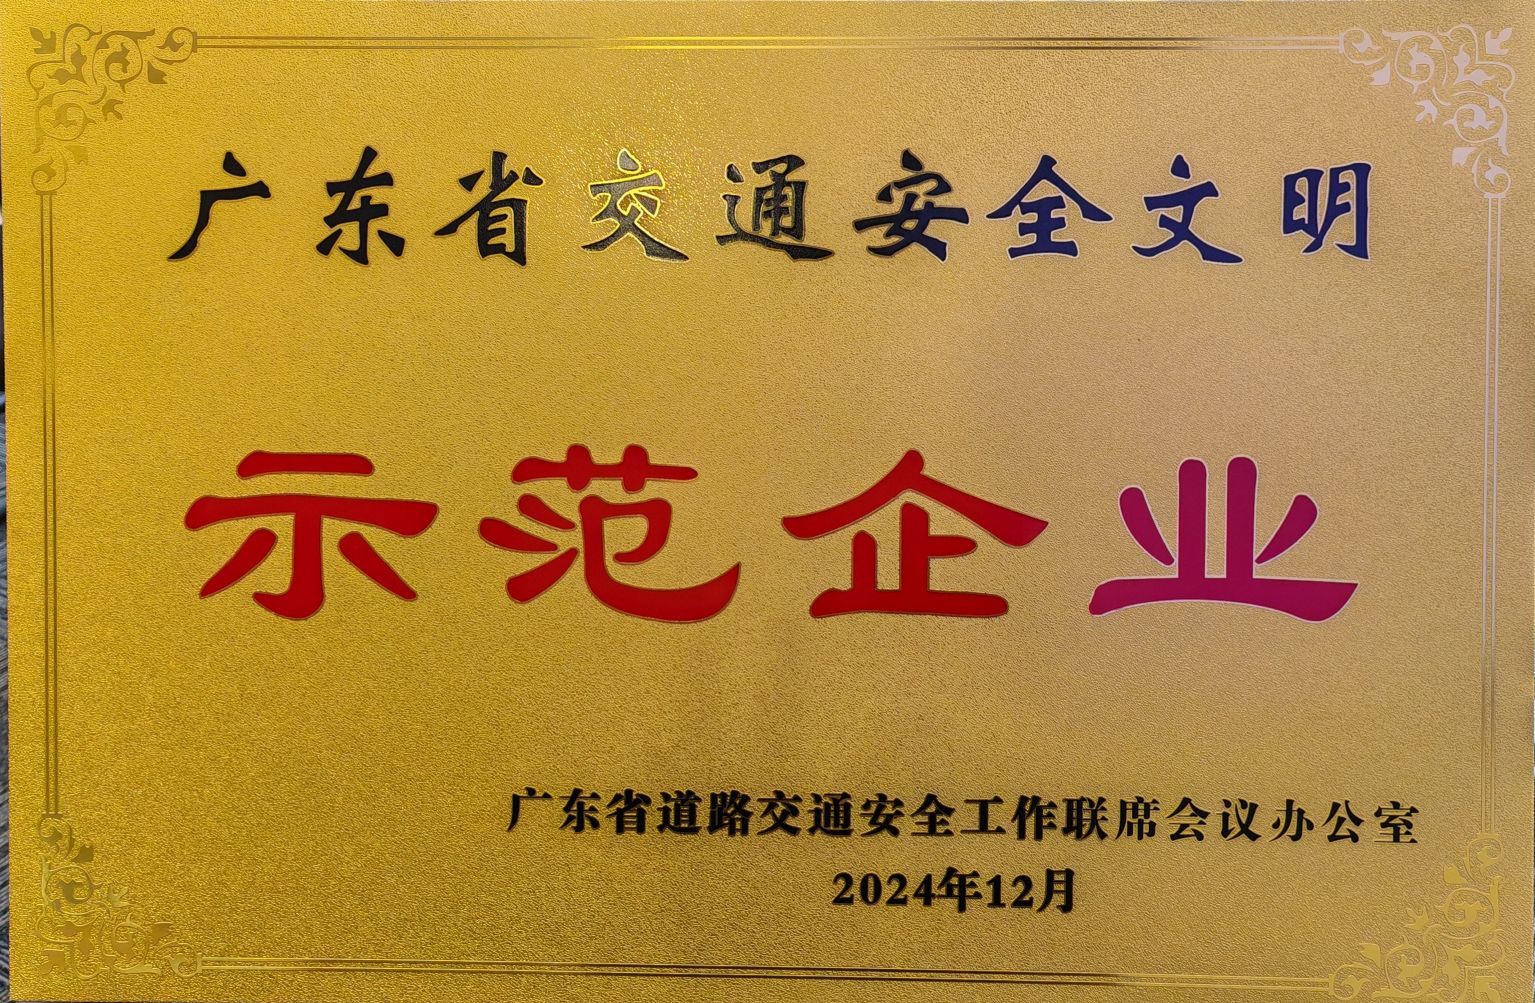 广东省交通安全文明
示范企业
广东省道路交通安全工作联席会议办公室
2024年12月